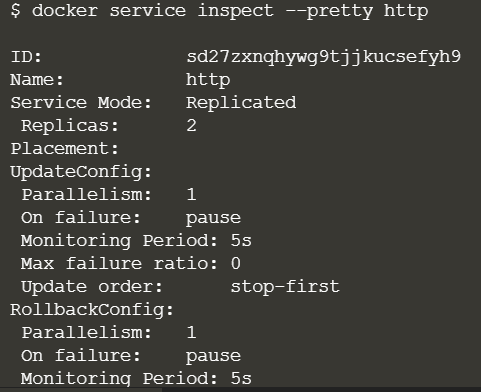 $ docker service inspect --pretty http
ID: sd27zxnqhywg9tjjkucsefyh9
Name: http
Service Mode: Replicated
Replicas: 2
Placement:
UpdateConfig:
Parallelism: 1
On failure: pause
Monitoring Period: 5s
Max failure ratio: 0
Update order: stop-first
RollbackConfig:
Parallelism: 1
On failure: pause
Monitoring Period: 5s